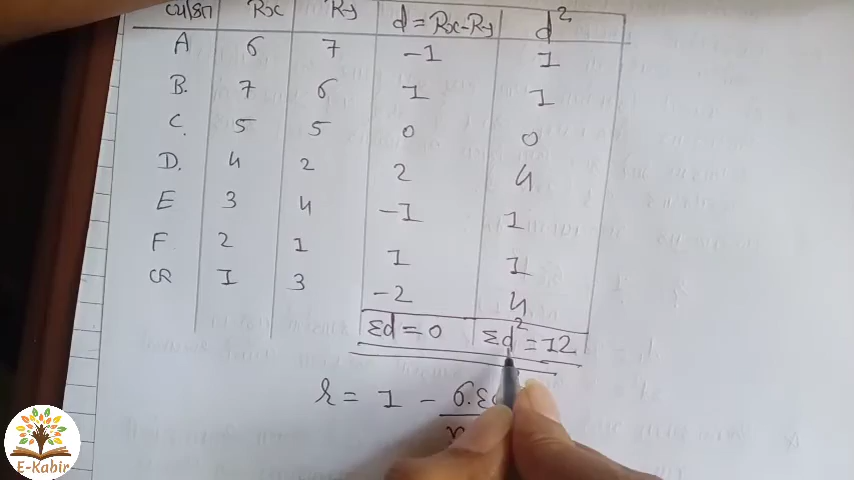 Rx Ry d = Rx-Ry d²
A 6 7 -1 1
B. 7 6 1 1
C. 5 5 0 0
D. 4 2 2 4
E 3 4 -1 1
F 2 1 1 1
G 1 3 -2 4
Σd = 0 Σd² = 12
r = 1 - 6.Σ
E-Kabir